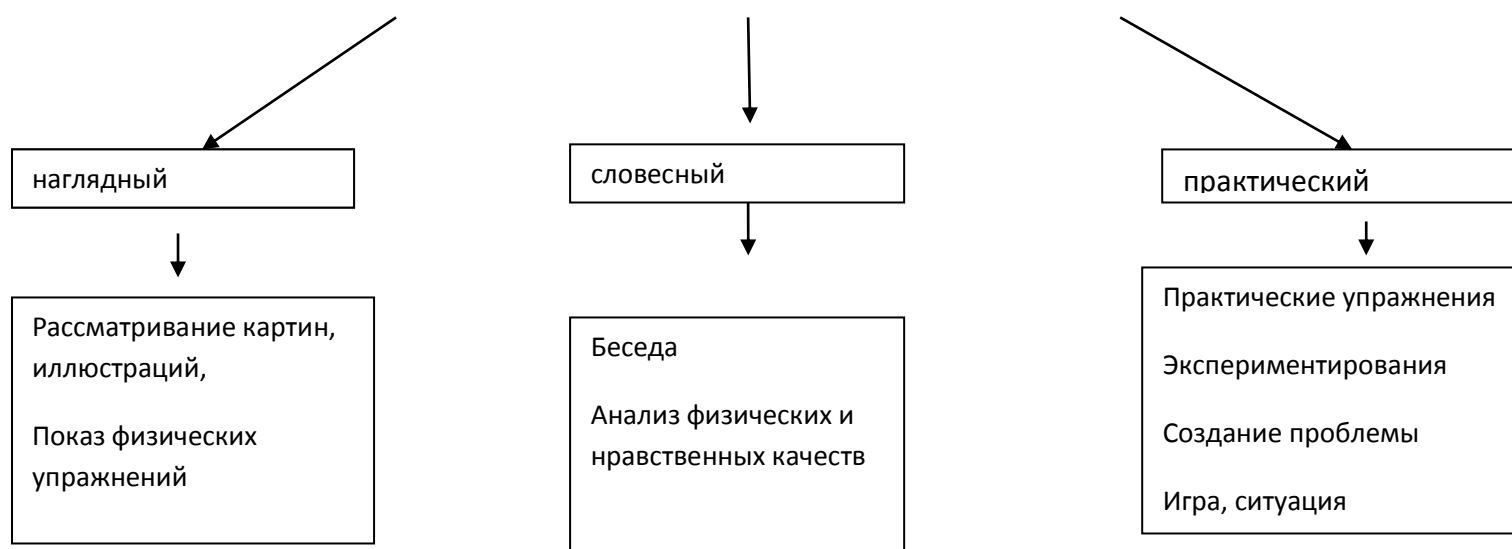 наглядный
Рассматривание картин,
иллюстраций,
Показ физических
упражнений
словесный
Беседа
Анализ физических и
нравственных качеств
практический
Практические упражнения
Экспериментирования
Создание проблемы
Игра, ситуация